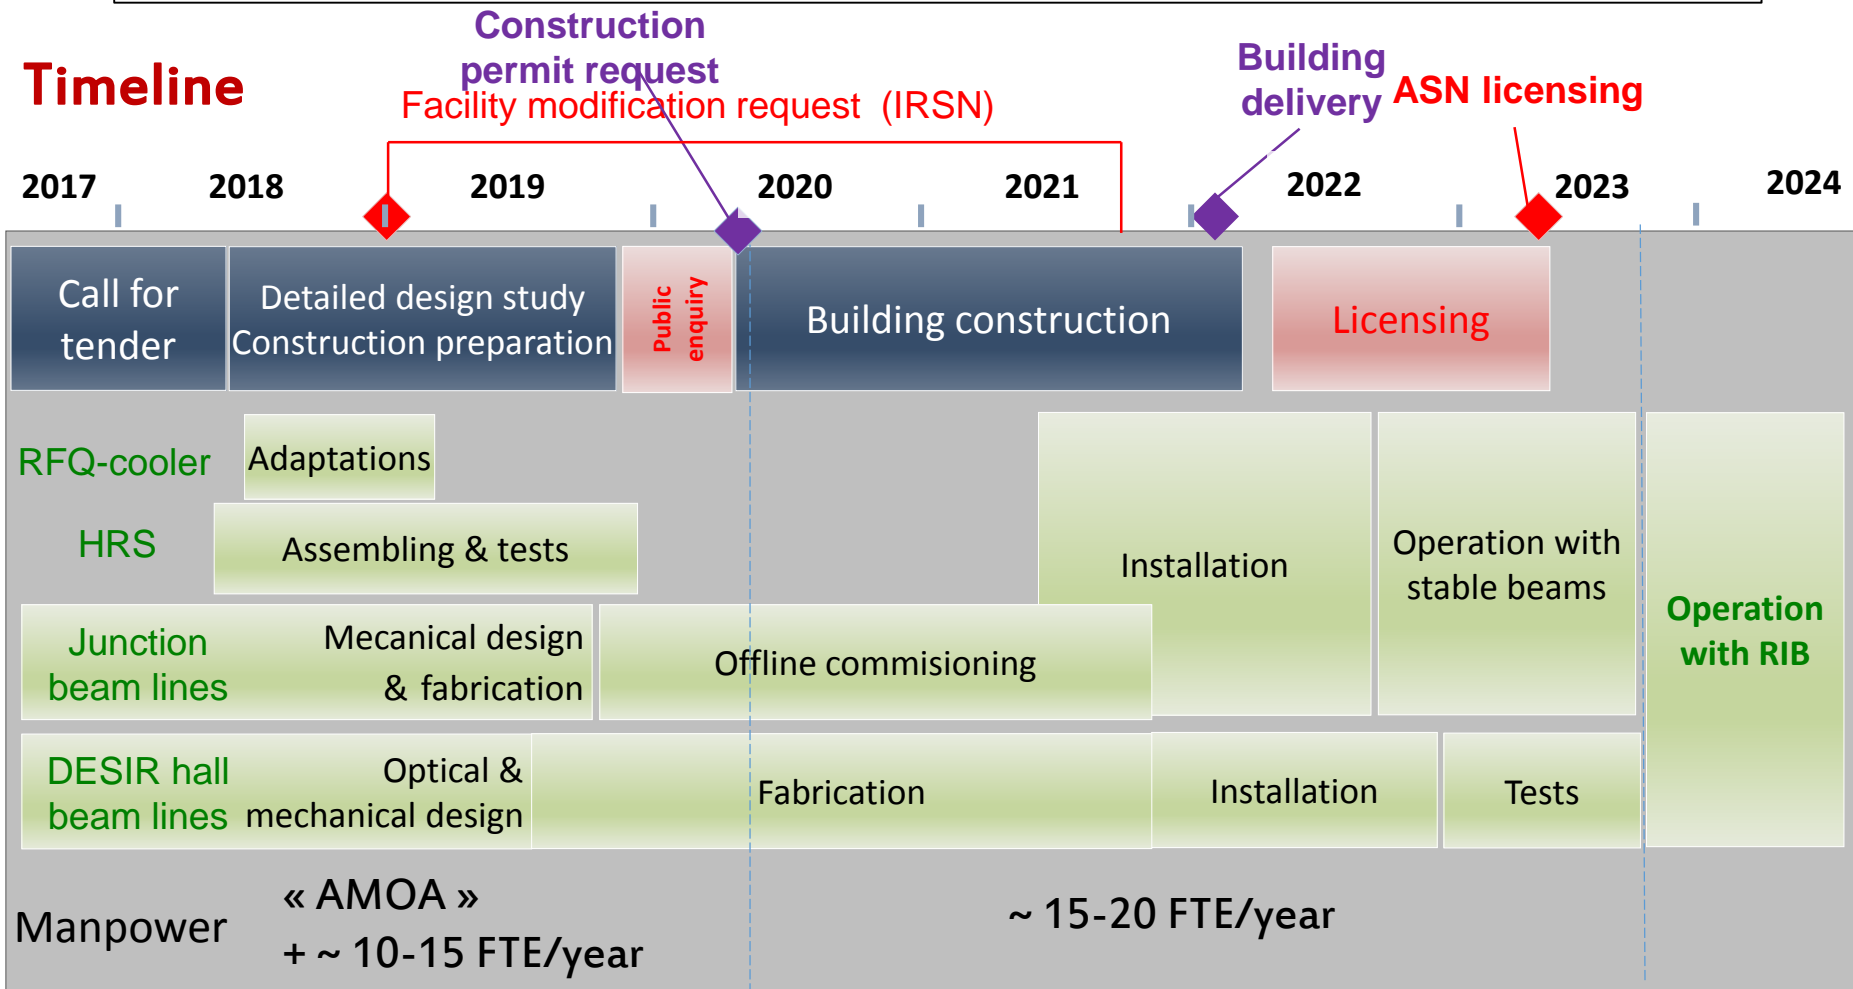 Timeline
Construction
permit request
Facility modification request  (IRSN)
Building
delivery
ASN licensing
2017
2018
2019
2020
2021
2022
2023
2024
Call for
tender
Detailed design study
Construction preparation
Public
enquiry
Building construction
Licensing
RFQ-cooler
Adaptations
HRS
Assembling & tests
Installation
Operation with
stable beams
Operation
with RIB
Junction
beam lines
Mecanical design
& fabrication
Offline commisioning
DESIR hall
beam lines
Optical &
mechanical design
Fabrication
Installation
Tests
Manpower
« AMOA »
+ ~ 10-15 FTE/year
~ 15-20 FTE/year